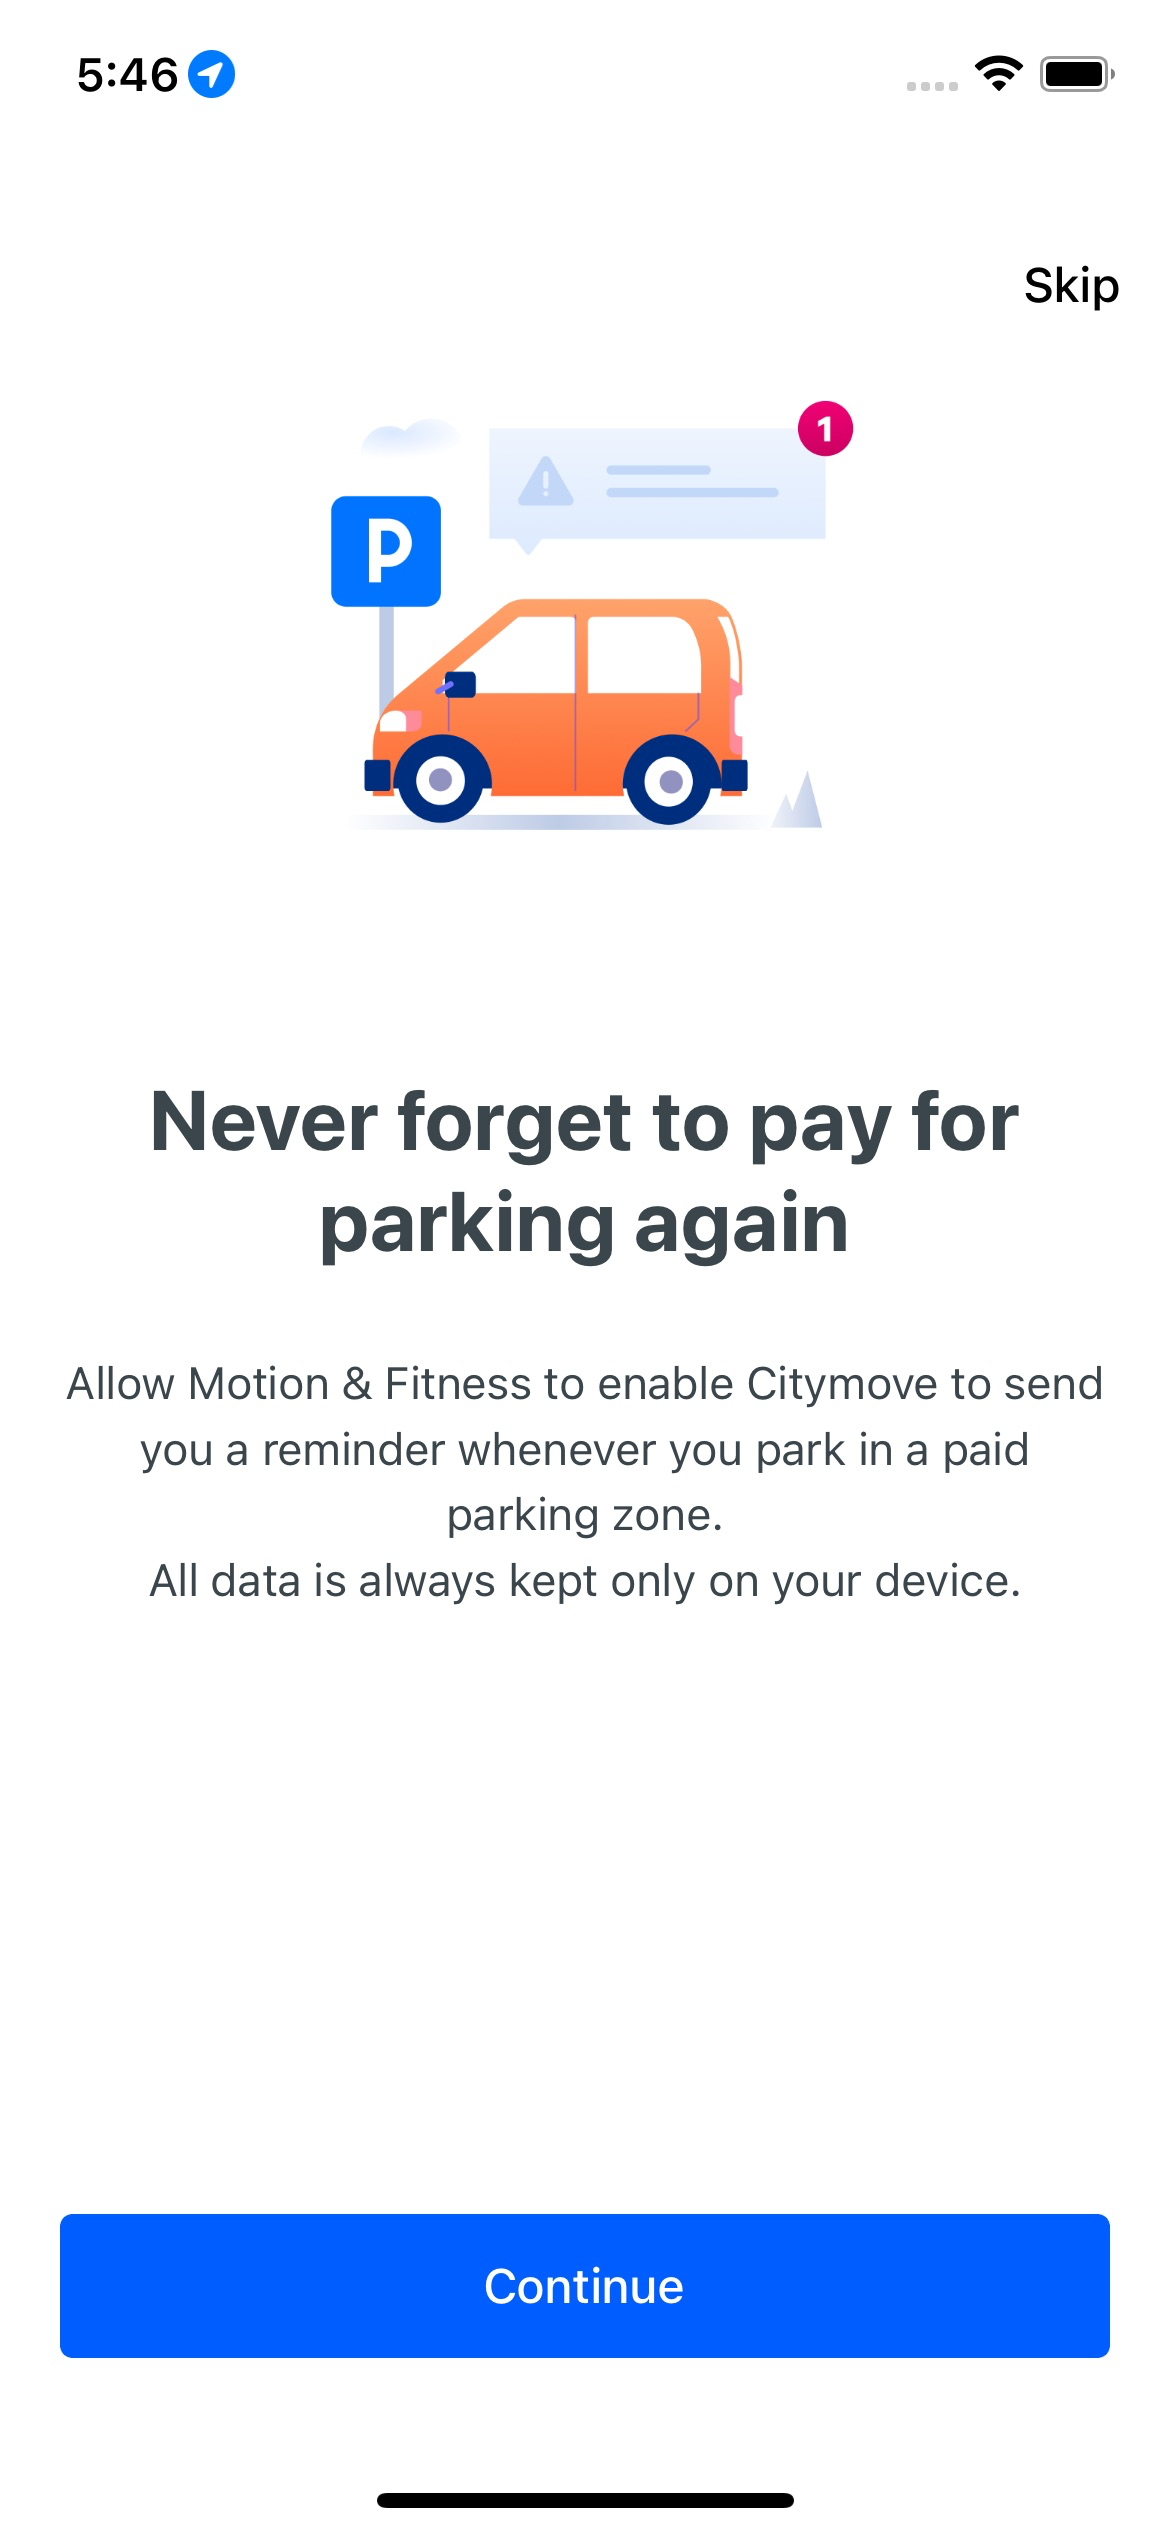 5:46
Skip
1
P
Never forget to pay for
parking again
Allow Motion & Fitness to enable Citymove to send
you a reminder whenever you park in a paid
parking zone.
All data is always kept only on your device.
Continue